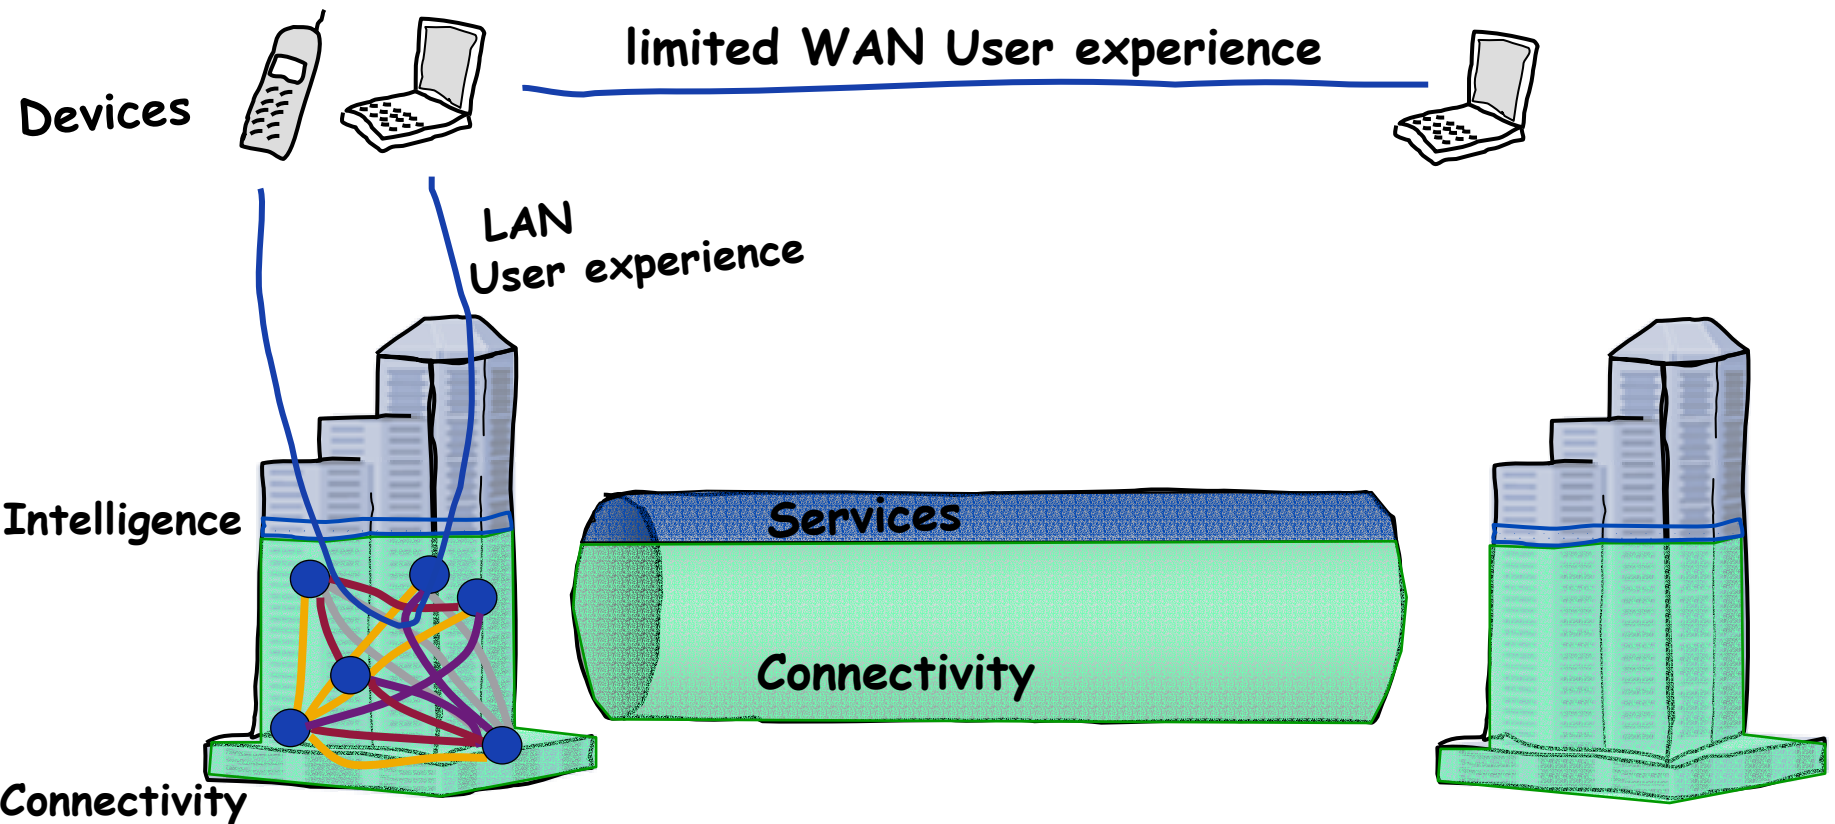 limited WAN User experience
Devices
LAN
User experience
Intelligence
Services
Connectivity
Connectivity